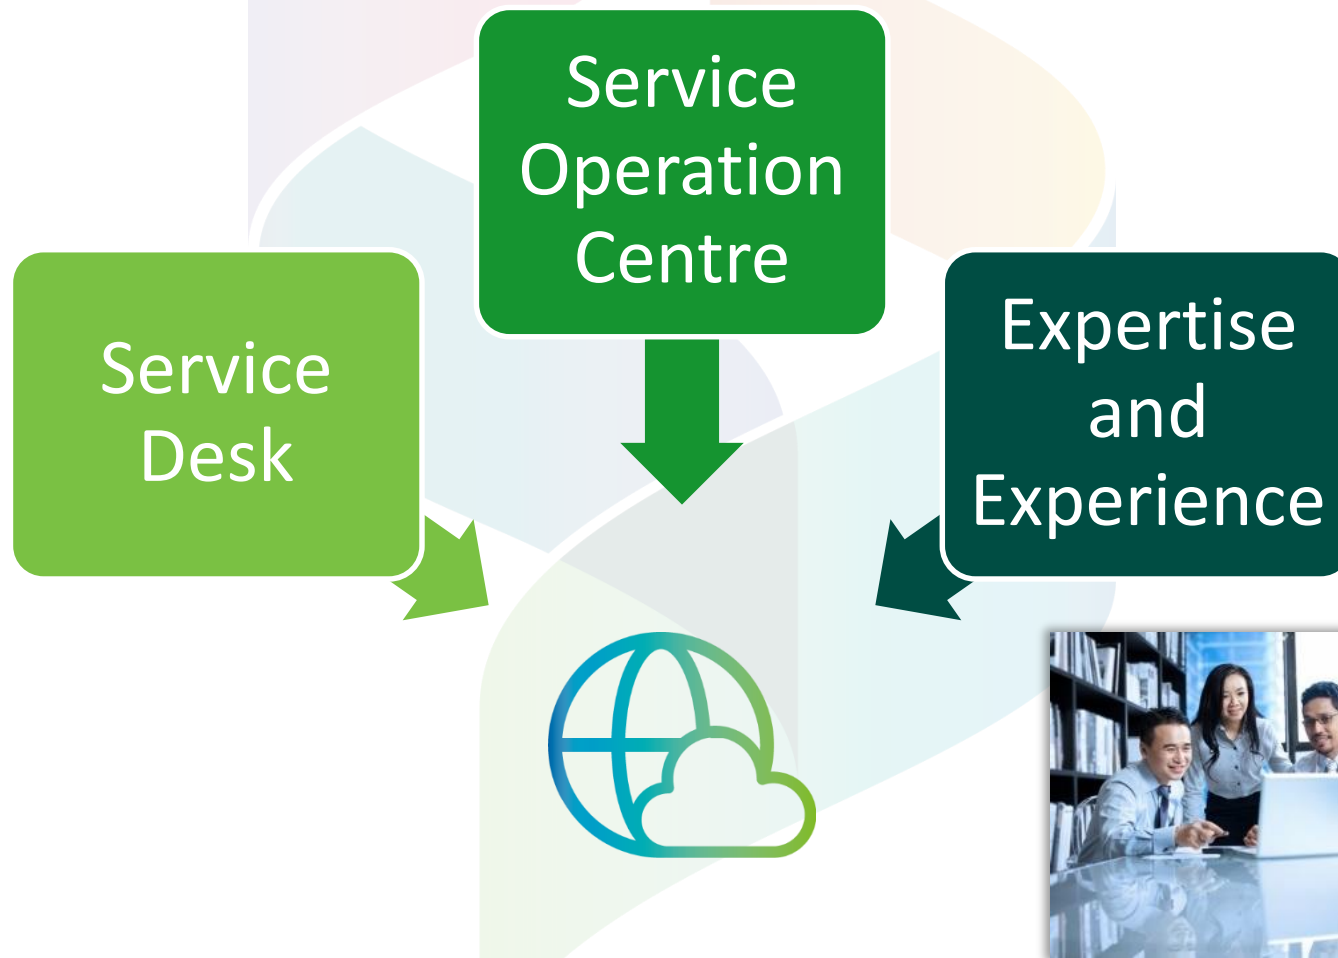 Service
Operation
Centre
Service
Desk
Expertise
and
Experience